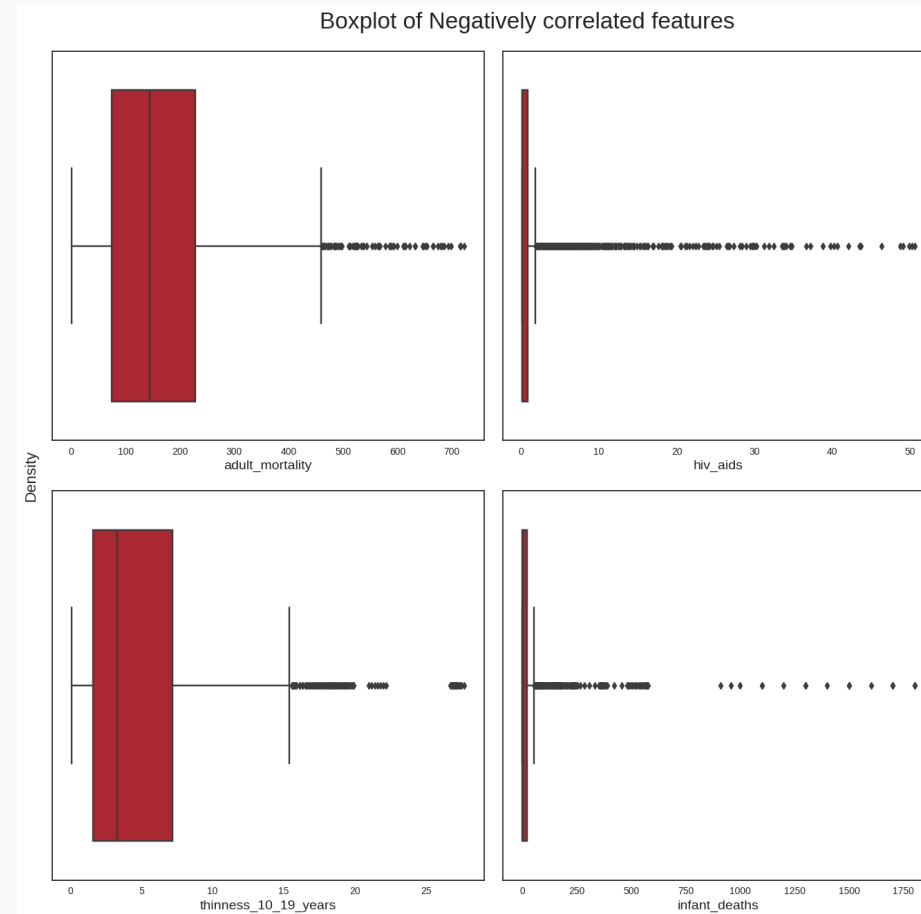 Boxplot of Negatively correlated features
0 100 200 300 400 500 600 700
adult_mortality
0 10 20 30 40 50
hiv_aids
Density
0 5 10 15 20 25
thinness_10_19_years
0 250 500 750 1000 1250 1500 1750
infant_deaths